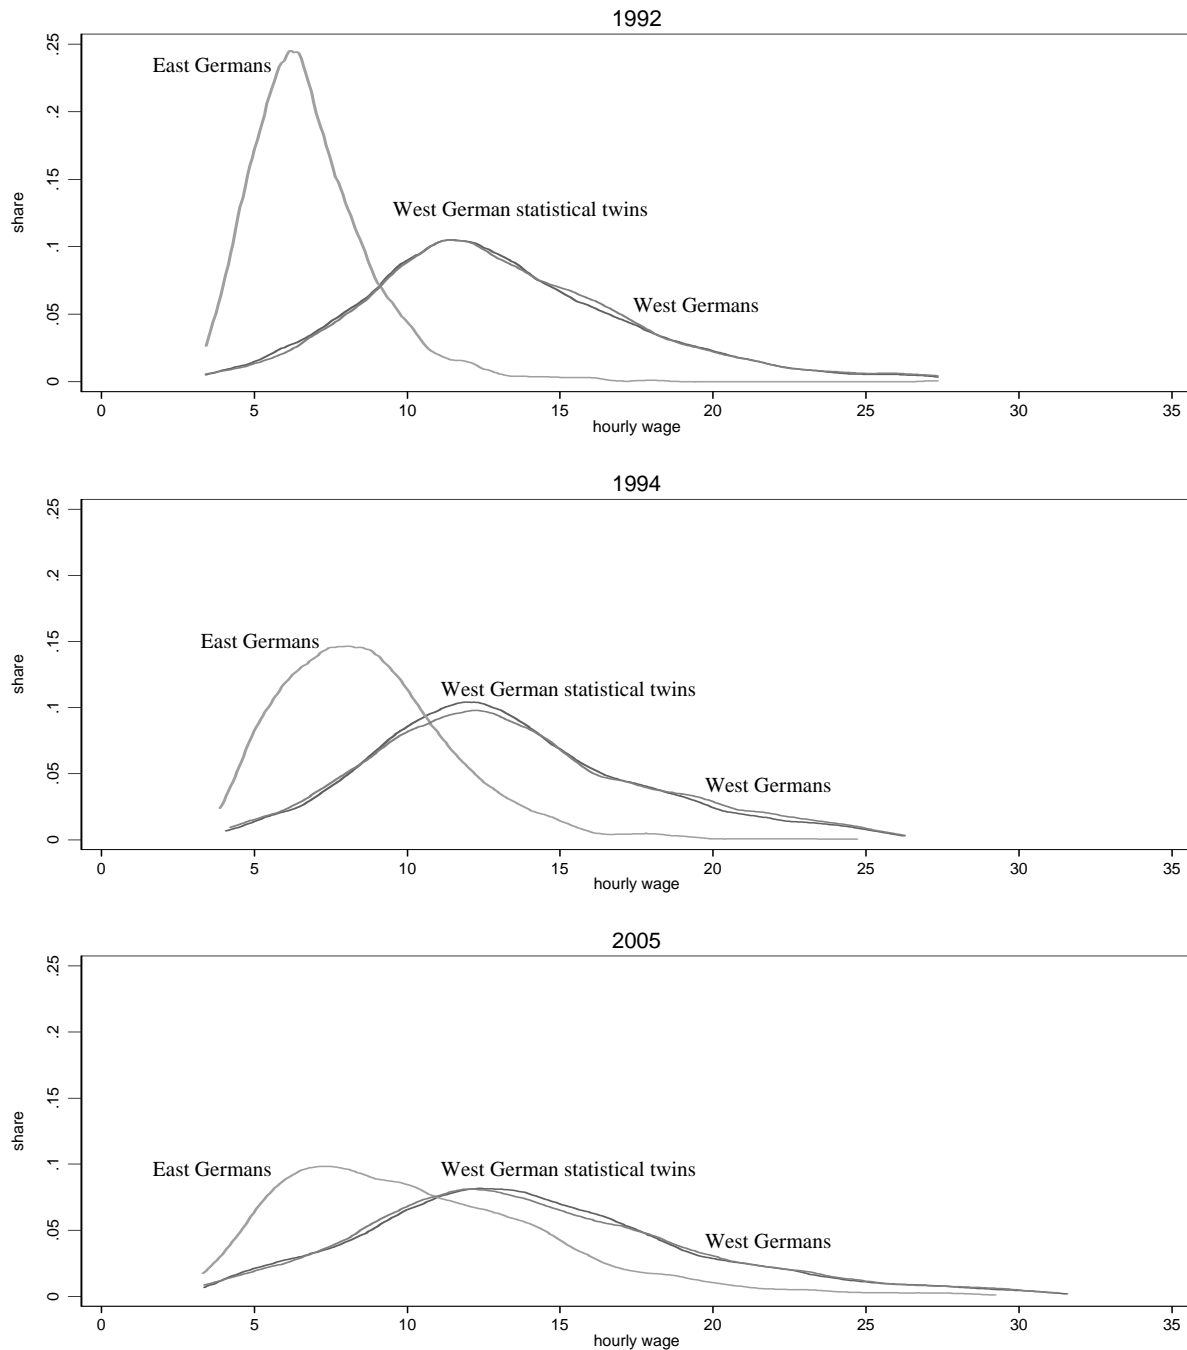 1992
.25
East Germans
.2
.15
West German statistical twins
share
.1
West Germans
.05
0
0 5 10 15 20 25 30 35
hourly wage
1994
.25
.2
East Germans
.15
West German statistical twins
share
.1
West Germans
.05
0
0 5 10 15 20 25 30 35
hourly wage
2005
.25
.2
.15
East Germans West German statistical twins
share
.1
West Germans
.05
0
0 5 10 15 20 25 30 35
hourly wage